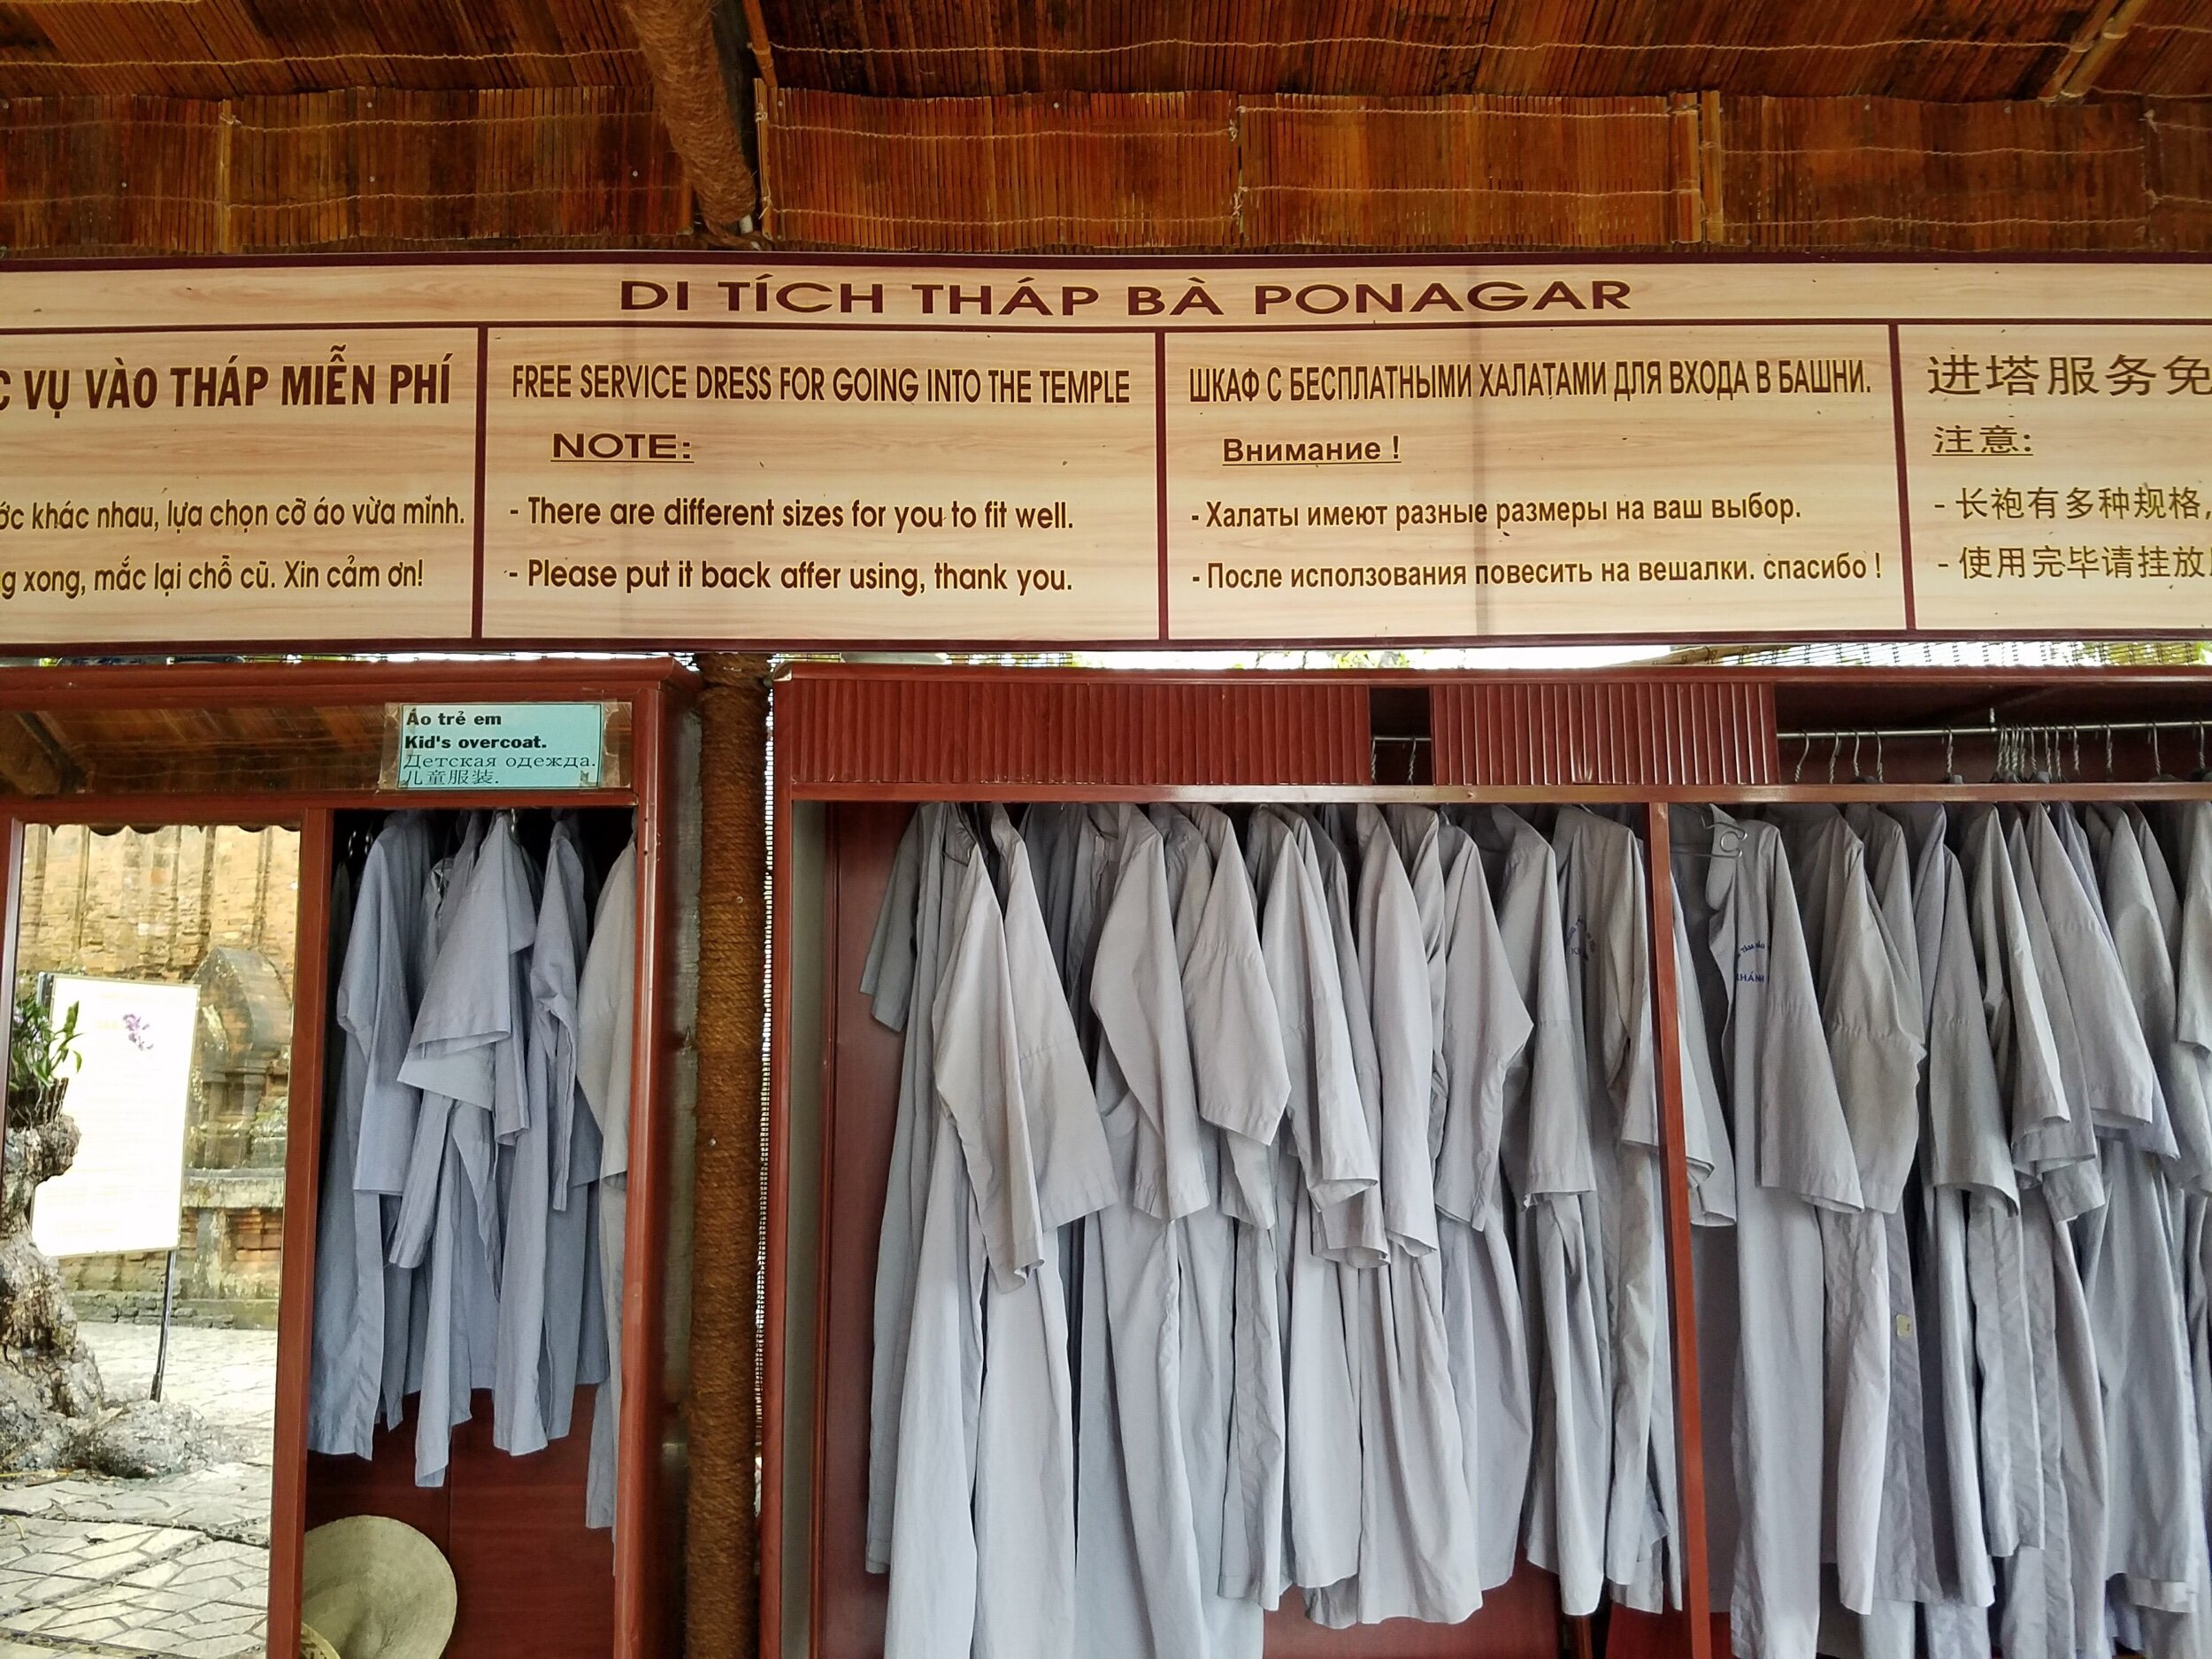 DI TÍCH THÁP BÀ PONAGAR
VỤ VÀO THÁP MIỄN PHÍ
khác nhau, lựa chọn cỡ áo vừa mình.
xong, mắc lại chỗ cũ. Xin cảm ơn!
FREE SERVICE DRESS FOR GOING INTO THE TEMPLE
NOTE:
- There are different sizes for you to fit well.
- Please put it back affer using, thank you.
ШКАФ С БЕСПЛАТНЫМИ ХАЛАТАМИ ДЛЯ ВХОДА В БАШНИ.
Внимание !
- Халаты имеют разные размеры на ваш выбор.
- После исползования повесить на вешалки. спасибо !
进塔服务免
注意:
- 长袍有多种规格,
- 使用完毕请挂放
Áo trẻ em
Kid's overcoat.
Детская одежда.
儿童服装.